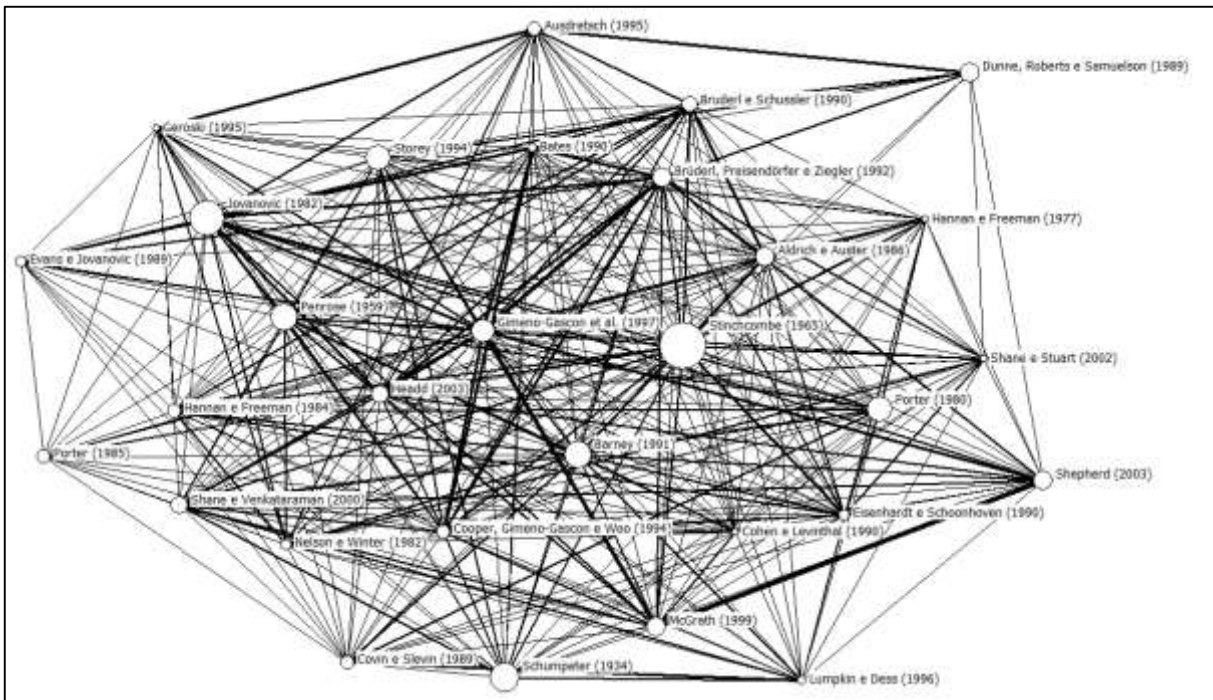 Ausdretsch (1995)
Dunne, Roberts e Samuelson (1989)
Bruderl e Schussler (1990)
Geroski (1995)
Storey (1994)
Bates (1990)
Brüderl, Preisendörfer e Ziegler (1992)
Jovanovic (1982)
Hannan e Freeman (1977)
Aldrich e Auster (1986)
Evans e Jovanovic (1989)
Penrose (1959)
Gimeno-Gascon et al. (1997)
Stinchcombe (1965)
Shane e Stuart (2002)
Headd (2003)
Porter (1980)
Hannan e Freeman (1984)
Barney (1991)
Porter (1985)
Shepherd (2003)
Shane e Venkataraman (2000)
Eisenhardt e Schoonhoven (1990)
Cooper, Gimeno-Gascon e Woo (1994)
Cohen e Levinthal (1990)
Nelson e Winter (1982)
McGrath (1999)
Covin e Slevin (1989)
Schumpeter (1934)
Lumpkin e Dess (1996)